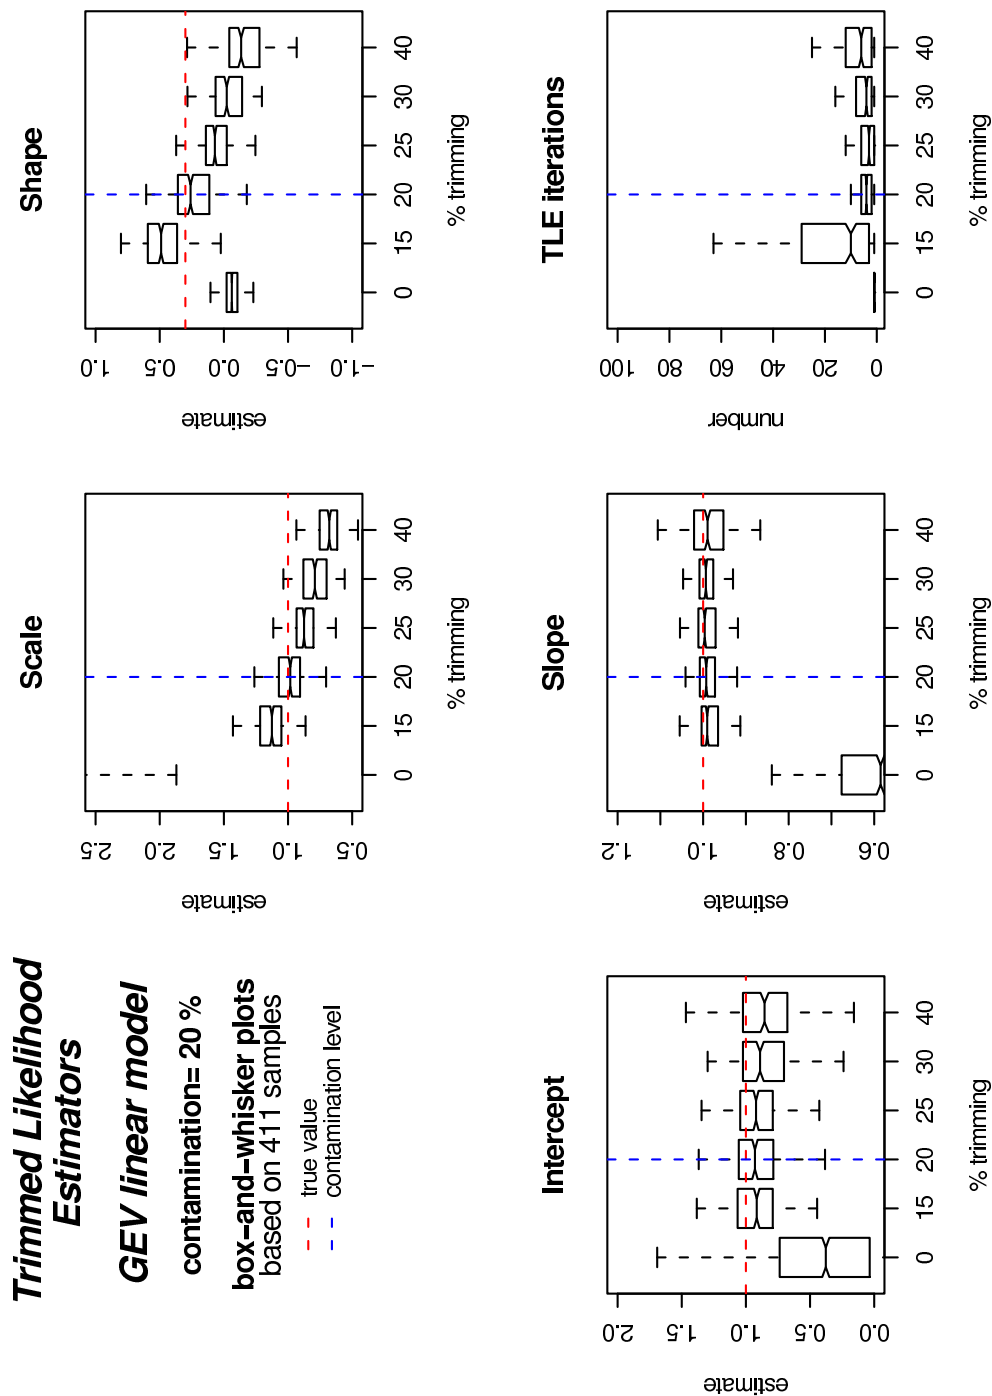 Trimmed Likelihood
Estimators
GEV linear model
contamination= 20 %
box−and−whisker plots
based on 411 samples
true value
contamination level
Scale
estimate
0.5 1.0 1.5 2.0 2.5
0 15 20 25 30 40
% trimming
Shape
estimate
−1.0 −0.5 0.0 0.5 1.0
0 15 20 25 30 40
% trimming
Intercept
estimate
0.0 0.5 1.0 1.5 2.0
0 15 20 25 30 40
% trimming
Slope
estimate
0.6 0.8 1.0 1.2
0 15 20 25 30 40
% trimming
TLE iterations
number
0 20 40 60 80 100
0 15 20 25 30 40
% trimming